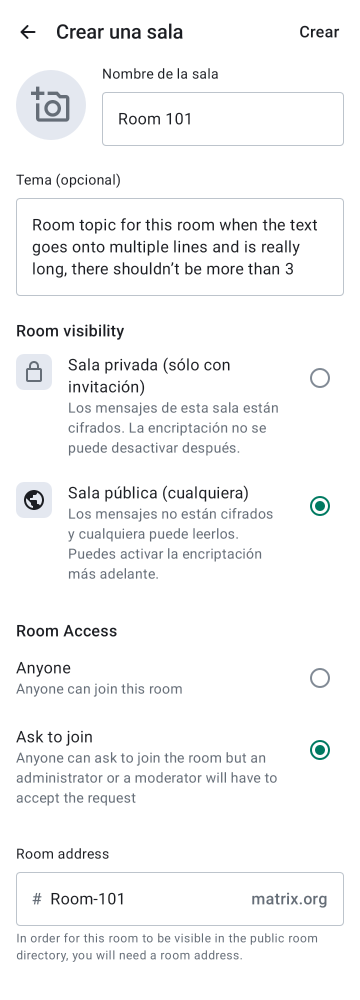 Crear una sala
Crear
Nombre de la sala
Room 101
Tema (opcional)
Room topic for this room when the text
goes onto multiple lines and is really
long, there shouldn’t be more than 3
Room visibility
Sala privada (sólo con
invitación)
Los mensajes de esta sala están
cifrados. La encriptación no se
puede desactivar después.
Sala pública (cualquiera)
Los mensajes no están cifrados
y cualquiera puede leerlos.
Puedes activar la encriptación
más adelante.
Room Access
Anyone
Anyone can join this room
Ask to join
Anyone can ask to join the room but an
administrator or a moderator will have to
accept the request
Room address
# Room-101 matrix.org
In order for this room to be visible in the public room
directory, you will need a room address.